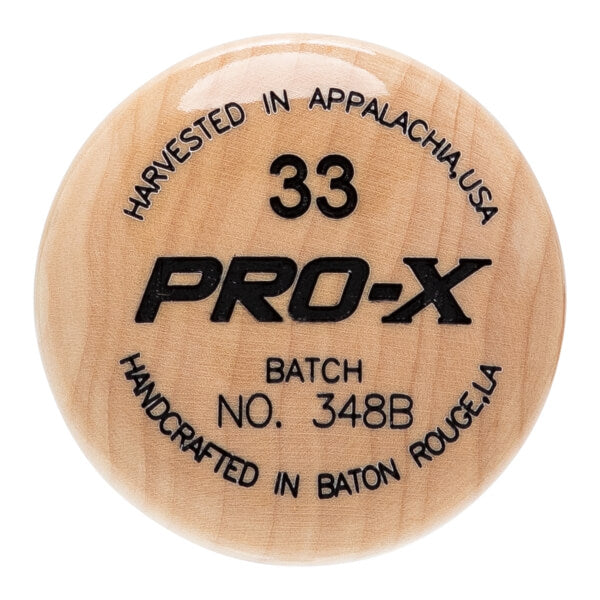 HARVESTED IN APPALACHIA, USA
33
PRO-X
BATCH
NO. 348B
HANDCRAFTED IN BATON ROUGE, LA